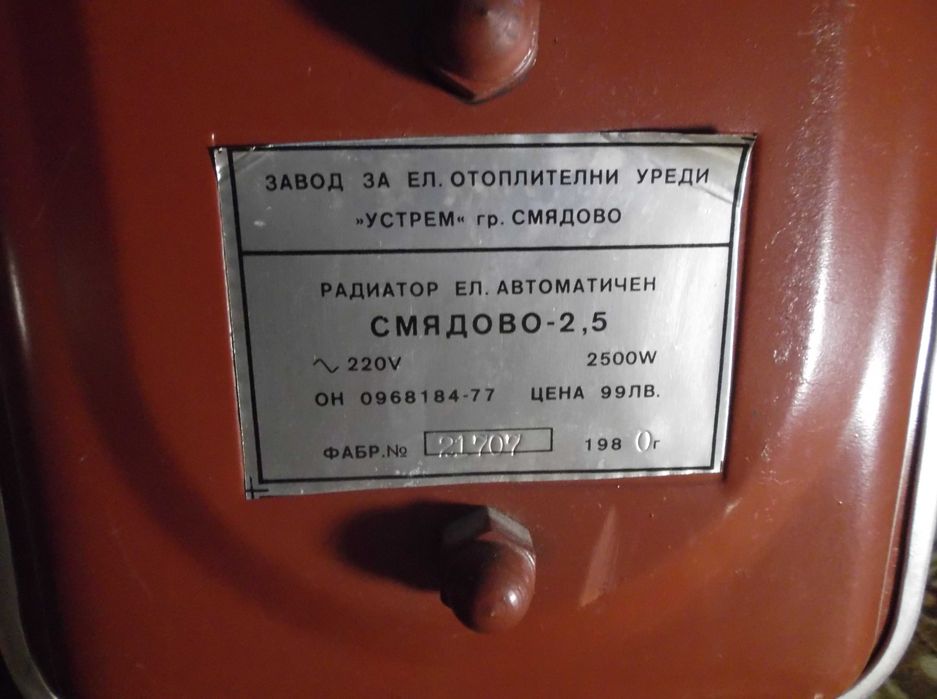 ЗАВОД ЗА ЕЛ. ОТОПЛИТЕЛНИ УРЕДИ
»УСТРЕМ« гр. СМЯДОВО
РАДИАТОР ЕЛ. АВТОМАТИЧЕН
СМЯДОВО-2,5
~ 220V 2500W
ОН 0968184-77 ЦЕНА 99ЛВ.
ФАБР.№ 21707 1980г